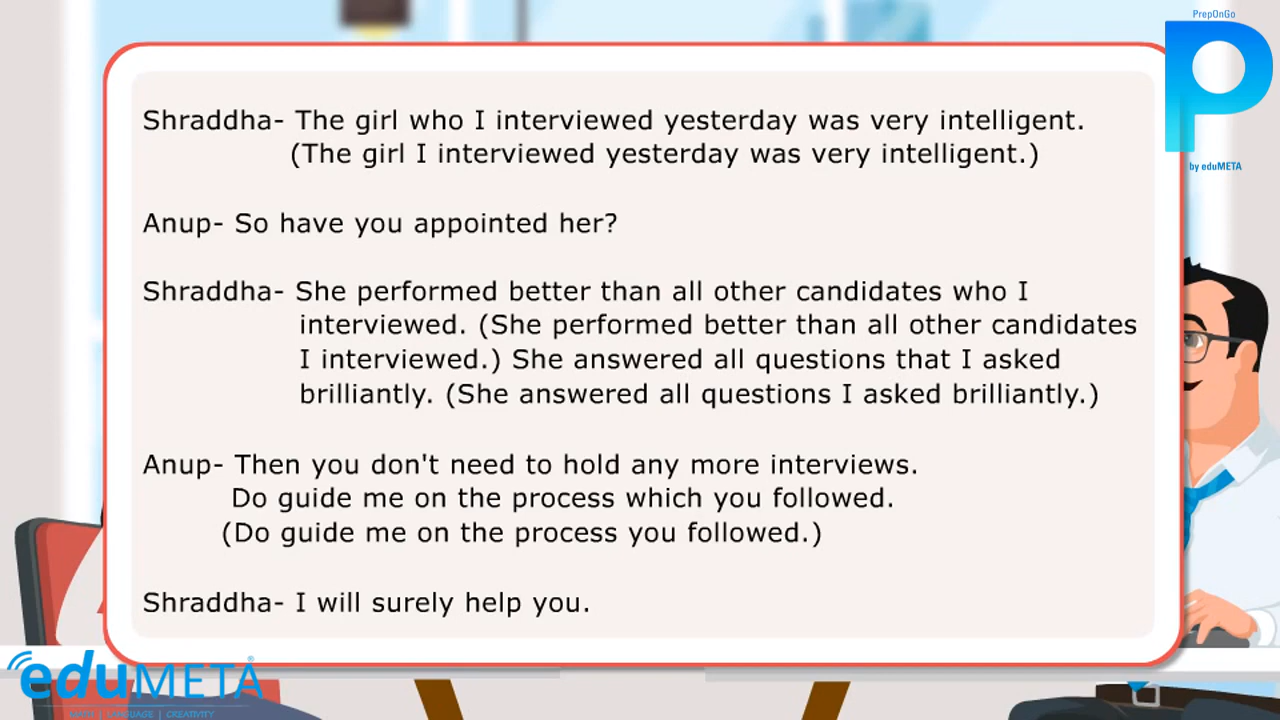 PrepOnGo
P
by eduMETA
Shraddha- The girl who I interviewed yesterday was very intelligent.
(The girl I interviewed yesterday was very intelligent.)
Anup- So have you appointed her?
Shraddha- She performed better than all other candidates who I
interviewed. (She performed better than all other candidates
I interviewed.) She answered all questions that I asked
brilliantly. (She answered all questions I asked brilliantly.)
Anup- Then you don't need to hold any more interviews.
Do guide me on the process which you followed.
(Do guide me on the process you followed.)
Shraddha- I will surely help you.
eduMETA®
| LANGUAGE | CREATIVITY